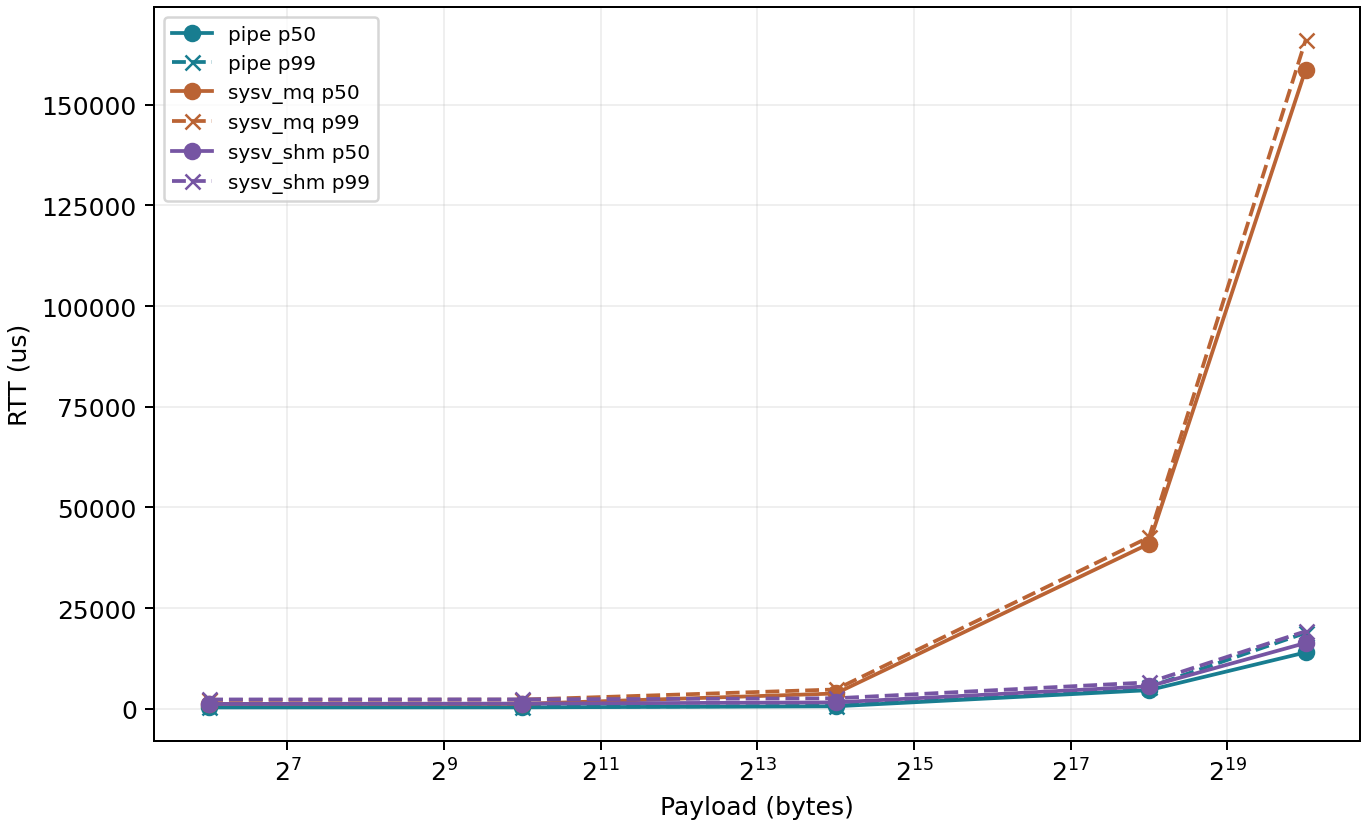 pipe p50
pipe p99
sysv_mq p50
sysv_mq p99
sysv_shm p50
sysv_shm p99
150000
125000
100000
75000
50000
25000
0
RTT (us)
2^7 2^9 2^11 2^13 2^15 2^17 2^19
Payload (bytes)